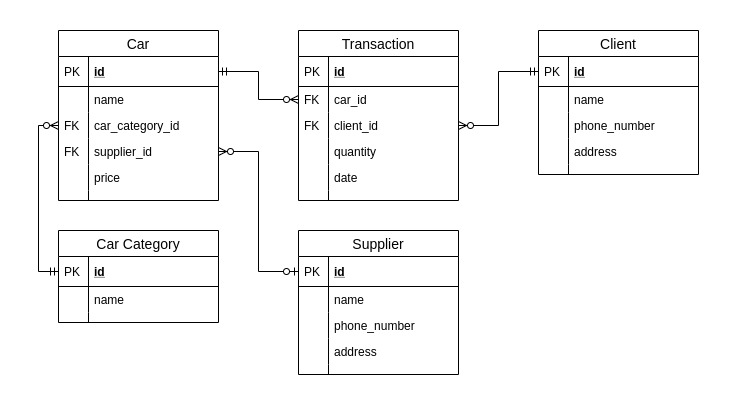 Car
PK id
name
FK car_category_id
FK supplier_id
price
Transaction
PK id
FK car_id
FK client_id
quantity
date
Client
PK id
name
phone_number
address
Car Category
PK id
name
Supplier
PK id
name
phone_number
address